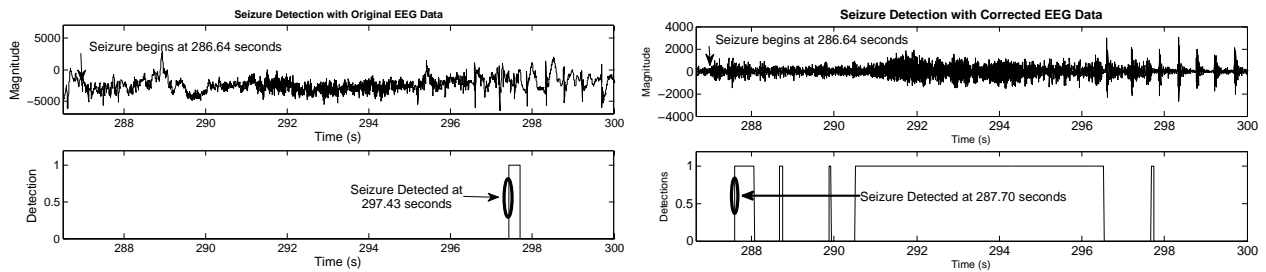 Seizure Detection with Original EEG Data
5000
0
−5000
Magnitude
Seizure begins at 286.64 seconds
288 290 292 294 296 298 300
Time (s)
1
0.5
0
Detection
Seizure Detected at
297.43 seconds
288 290 292 294 296 298 300
Time (s)
Seizure Detection with Corrected EEG Data
4000
2000
0
−2000
−4000
Magnitude
Seizure begins at 286.64 seconds
288 290 292 294 296 298 300
Time (s)
1
0.5
0
Detections
Seizure Detected at 287.70 seconds
288 290 292 294 296 298 300
Time (s)